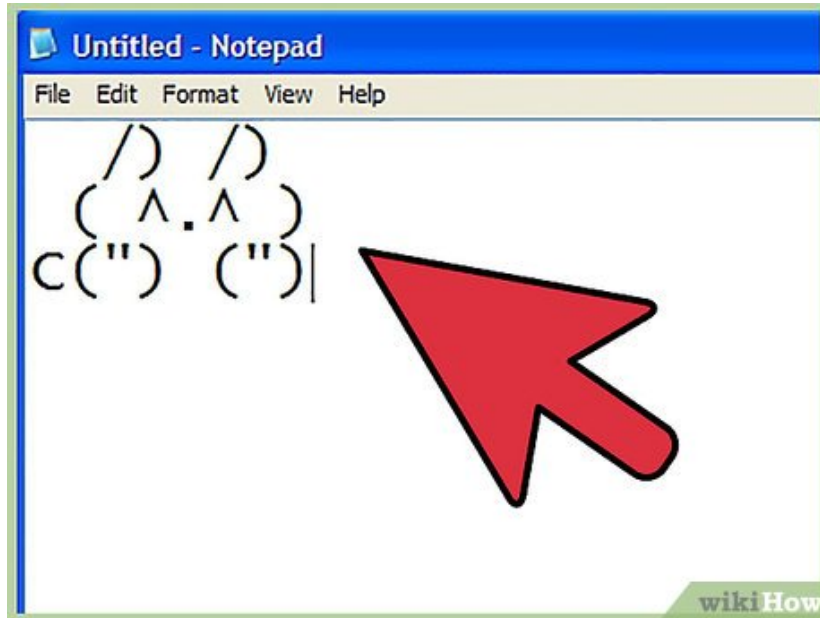 Untitled - Notepad
File Edit Format View Help
   /) /)
  ( ^.^ )
c(") (")
wikiHow